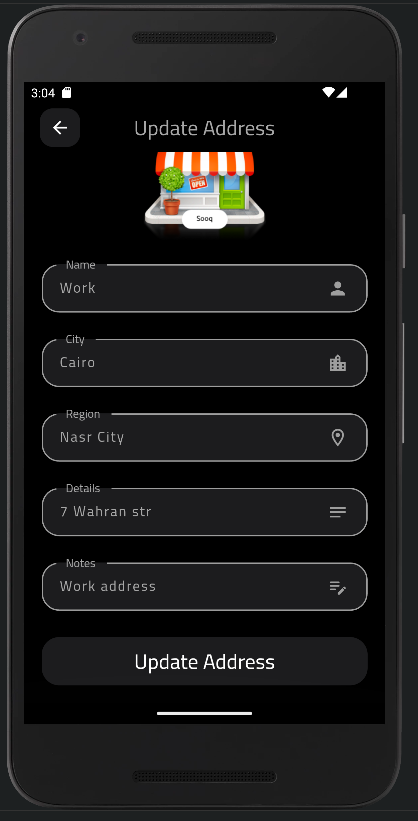 3:04
Update Address
OPEN
Sooq
Name
Work
City
Cairo
Region
Nasr City
Details
7 Wahran str
Notes
Work address
Update Address